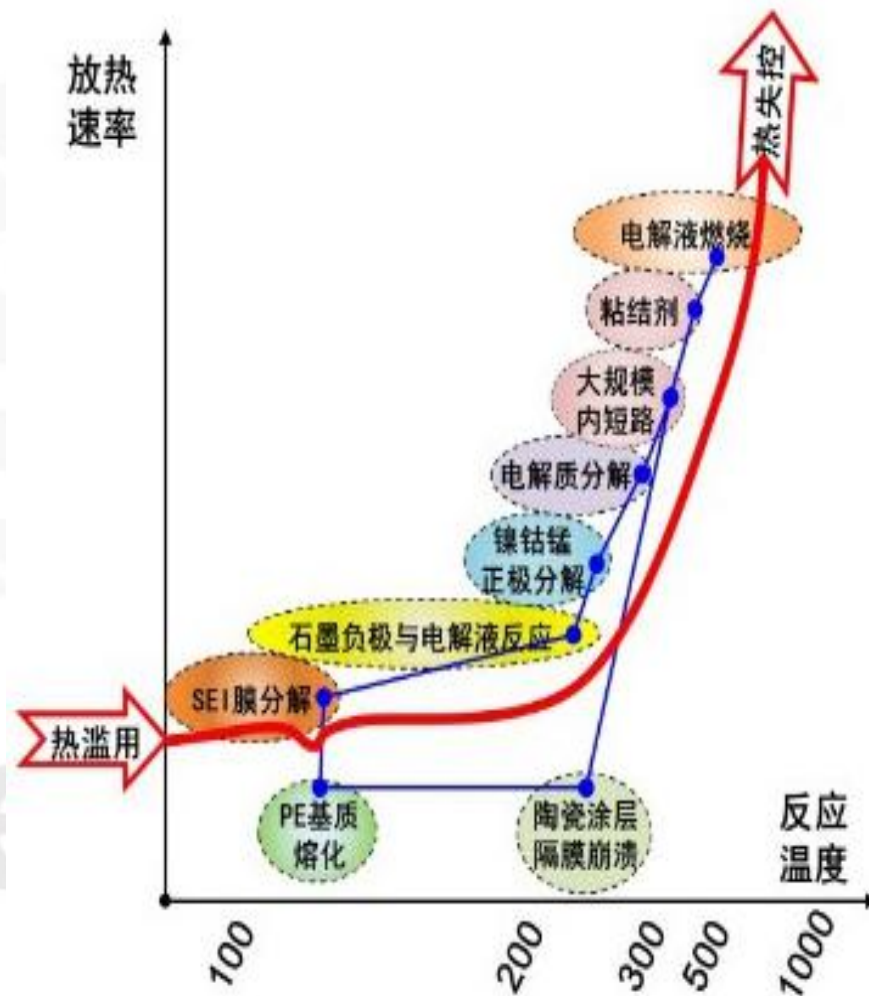 放热
速率
热失控
电解液燃烧
粘结剂
大规模
内短路
电解质分解
镍钴锰
正极分解
石墨负极与电解液反应
SEI膜分解
热滥用
PE基质
熔化
陶瓷涂层
隔膜崩溃
反应
温度
100
200
300
500
1000